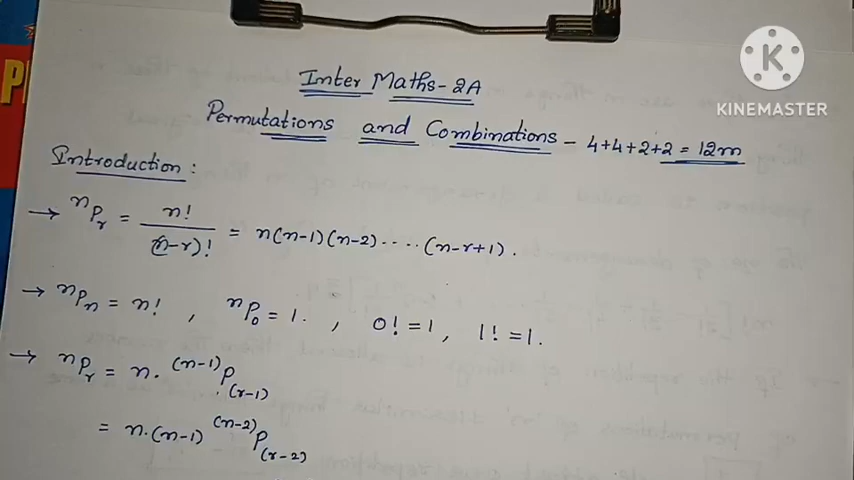 K
KINEMASTER
P
Inter Maths-2A
Permutations and Combinations - 4+4+2+2 = 12m
Introduction :
→ ⁿPᵣ = n!/(n-r)! = n(n-1)(n-2)....(n-r+1).
→ ⁿPₙ = n! , ⁿP₀ = 1. , 0! = 1, 1! = 1.
→ ⁿPᵣ = n. ⁽ⁿ⁻¹⁾P₍ᵣ₋₁₎
= n.(n-1) ⁽ⁿ⁻²⁾P₍ᵣ₋₂₎